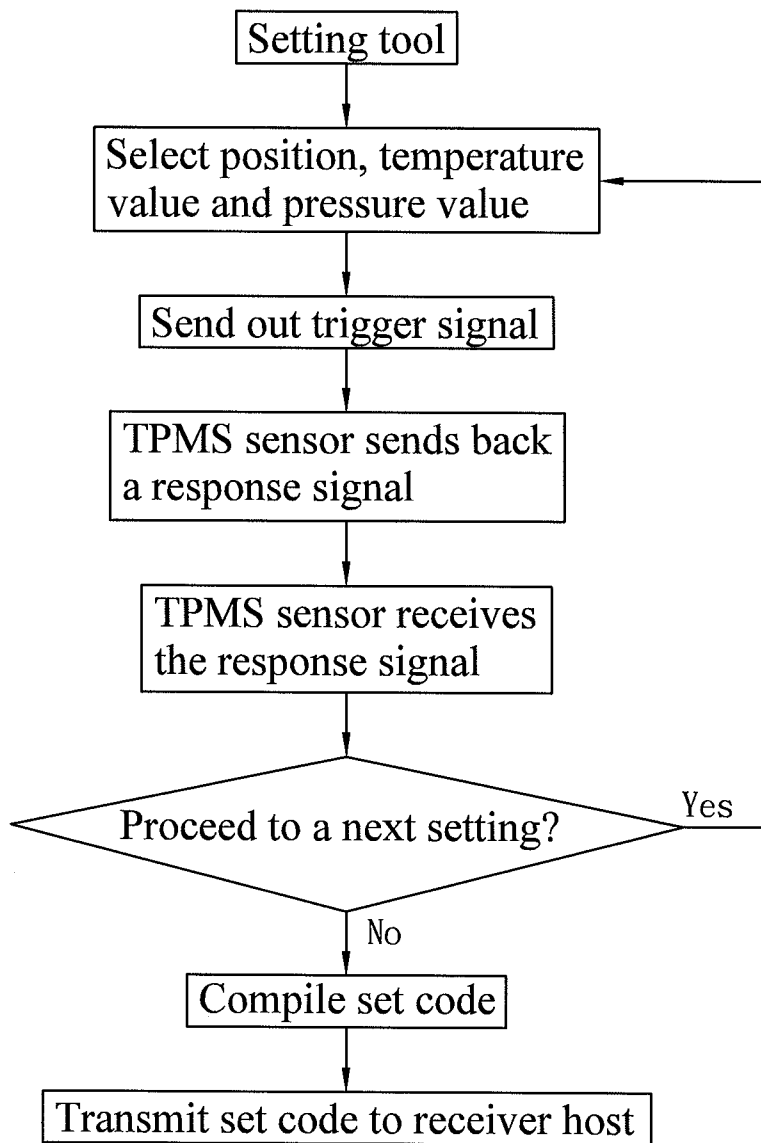 Setting tool
Select position, temperature
value and pressure value
Send out trigger signal
TPMS sensor sends back
a response signal
TPMS sensor receives
the response signal
Proceed to a next setting?
Yes
No
Compile set code
Transmit set code to receiver host